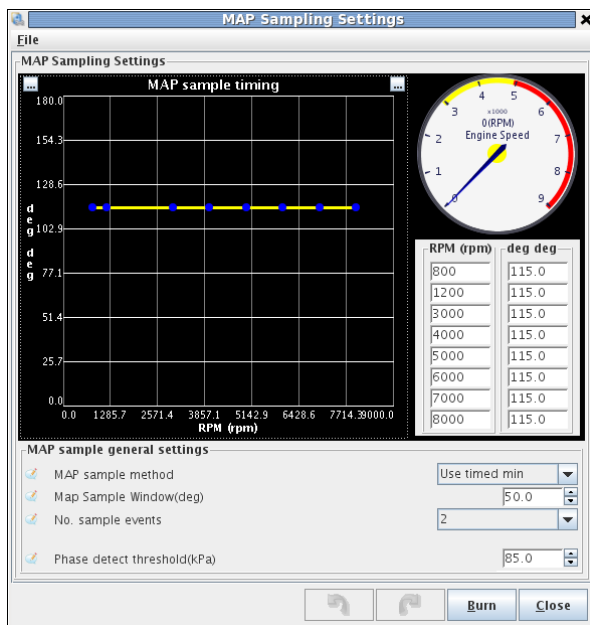 MAP Sampling Settings
File
MAP Sampling Settings
... MAP sample timing ...
180.0
154.3
128.6
102.9
77.1
51.4
25.7
0.0
deg deg
0.0 1285.7 2571.4 3857.1 5142.9 6428.6 7714.3 9000.0
RPM (rpm)
0 1 2 3 4 5 6 7 8 9
x1000
0(RPM)
Engine Speed
RPM (rpm) deg deg
800 115.0
1200 115.0
3000 115.0
4000 115.0
5000 115.0
6000 115.0
7000 115.0
8000 115.0
MAP sample general settings
MAP sample method Use timed min
Map Sample Window(deg) 50.0
No. sample events 2
Phase detect threshold(kPa) 85.0
Burn Close